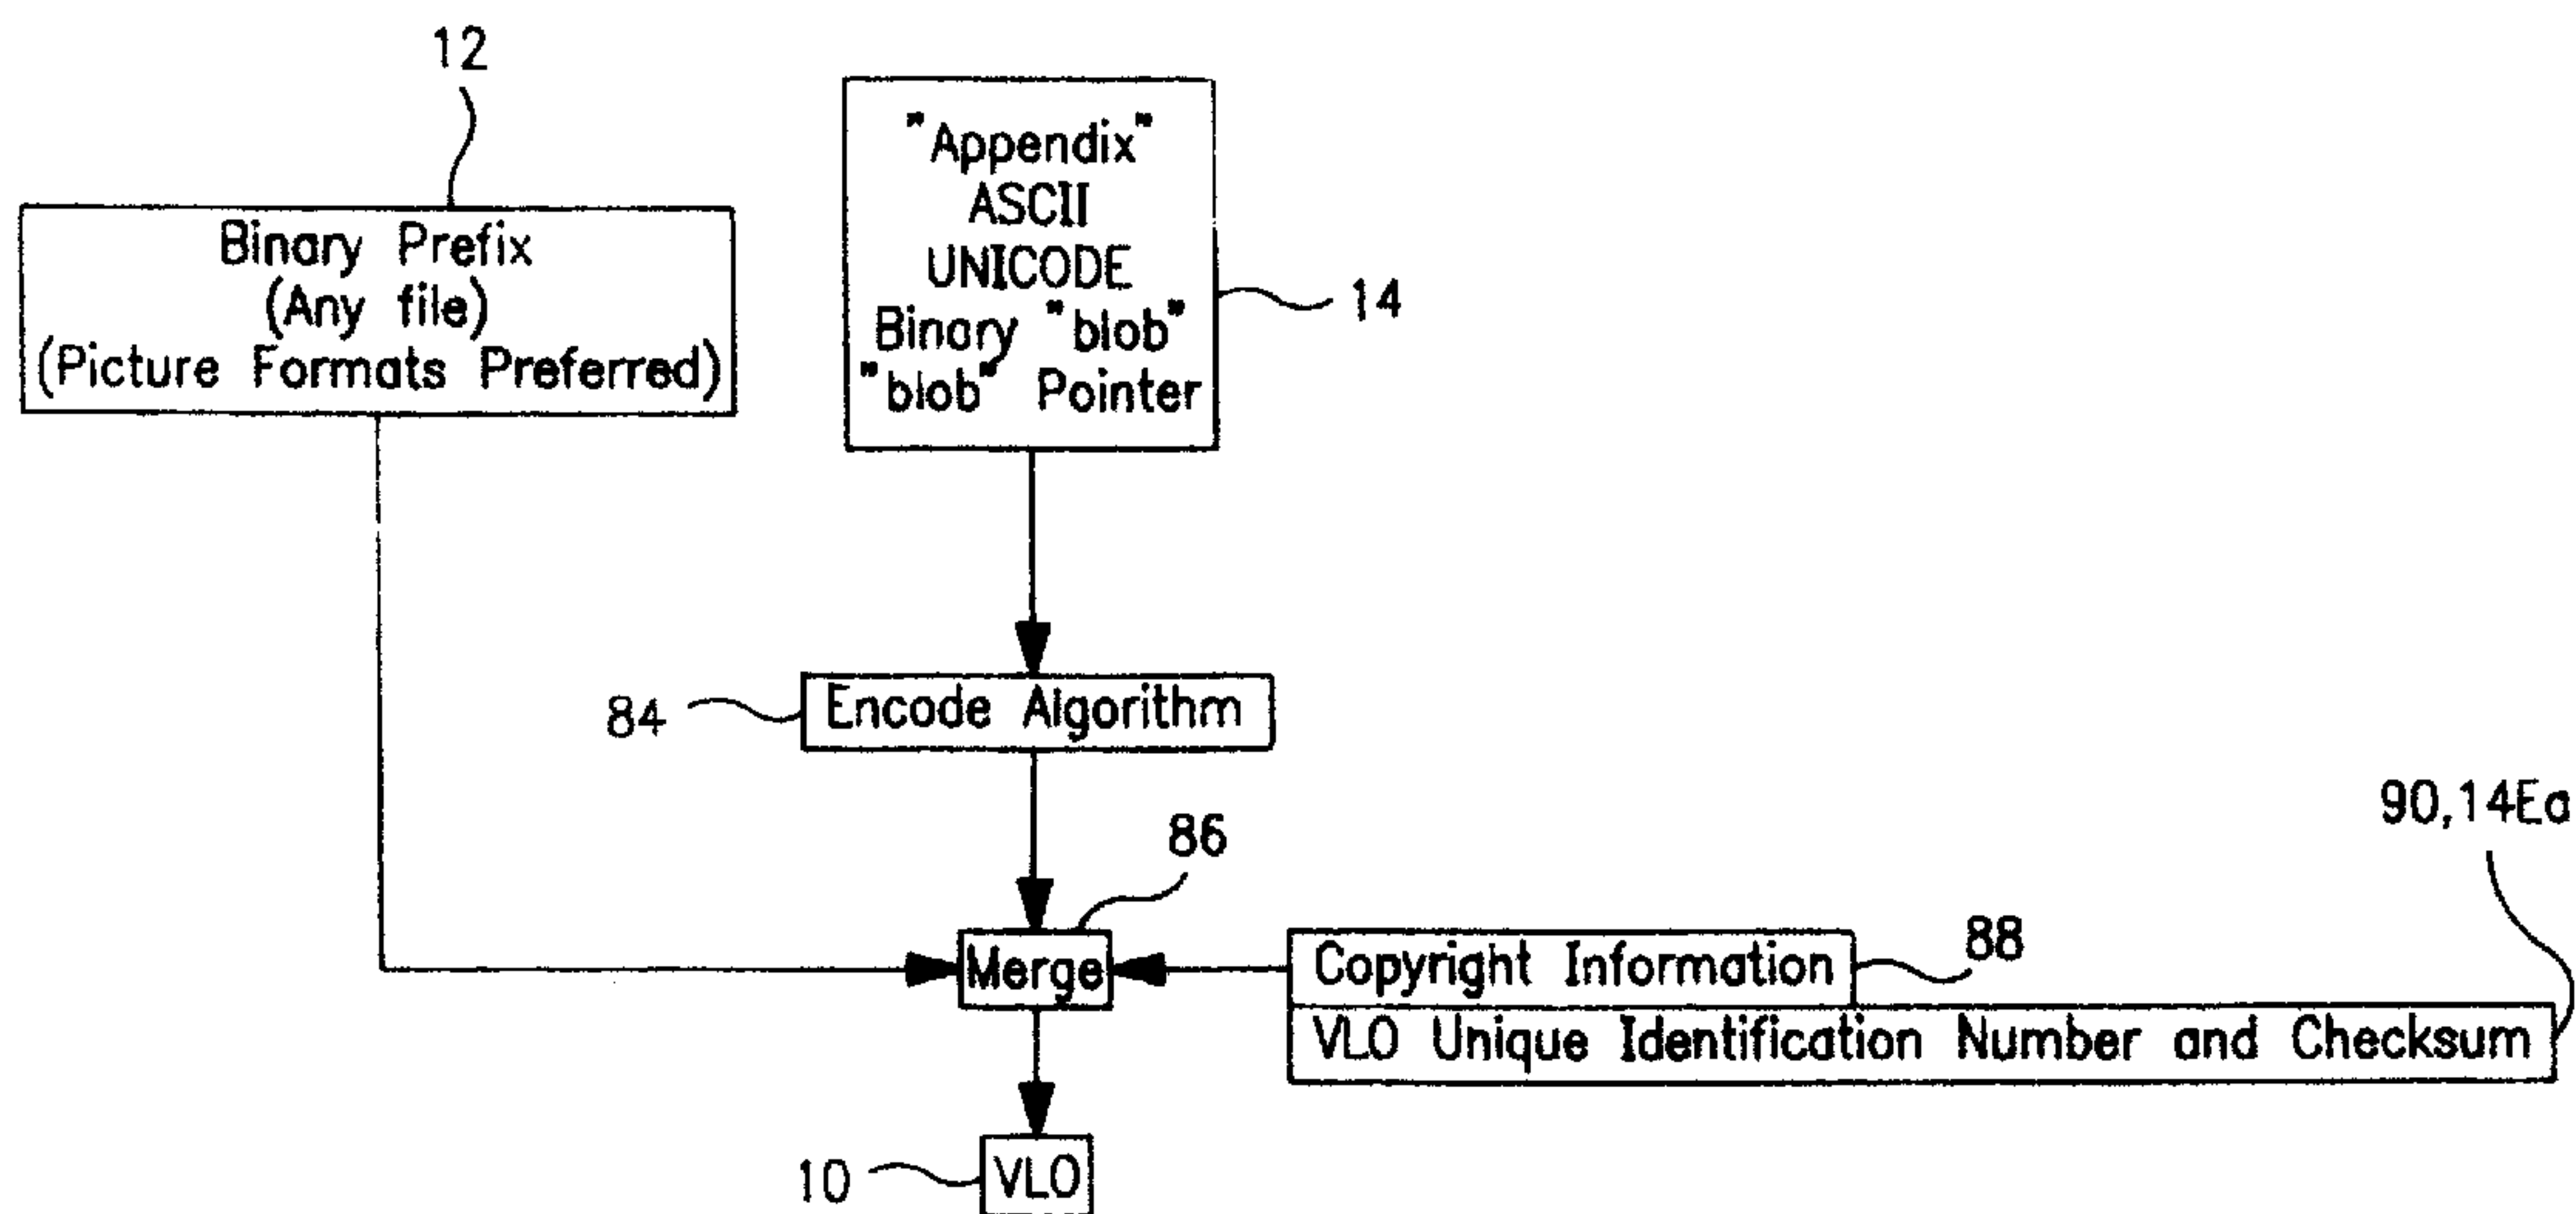 12
Binary Prefix
(Any file)
(Picture Formats Preferred)
"Appendix"
ASCII
UNICODE
Binary "blob"
"blob" Pointer
14
84
Encode Algorithm
86
Merge
90,14Ea
Copyright Information
88
VLO Unique Identification Number and Checksum
10
VLO